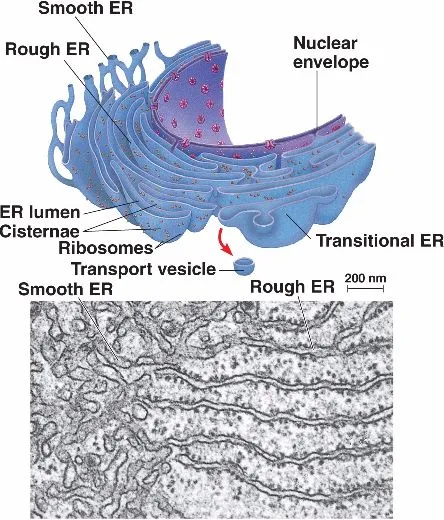 Smooth ER
Rough ER
Nuclear
envelope
ER lumen
Cisternae
Ribosomes
Transitional ER
Transport vesicle
Smooth ER
Rough ER
200 nm